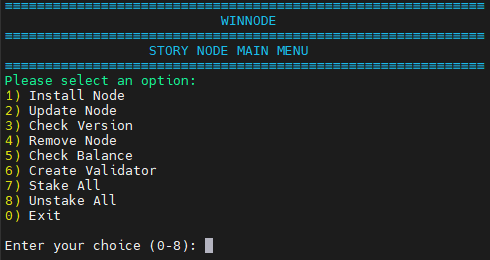 WINNODE
STORY NODE MAIN MENU
Please select an option:
1) Install Node
2) Update Node
3) Check Version
4) Remove Node
5) Check Balance
6) Create Validator
7) Stake All
8) Unstake All
0) Exit
Enter your choice (0-8):